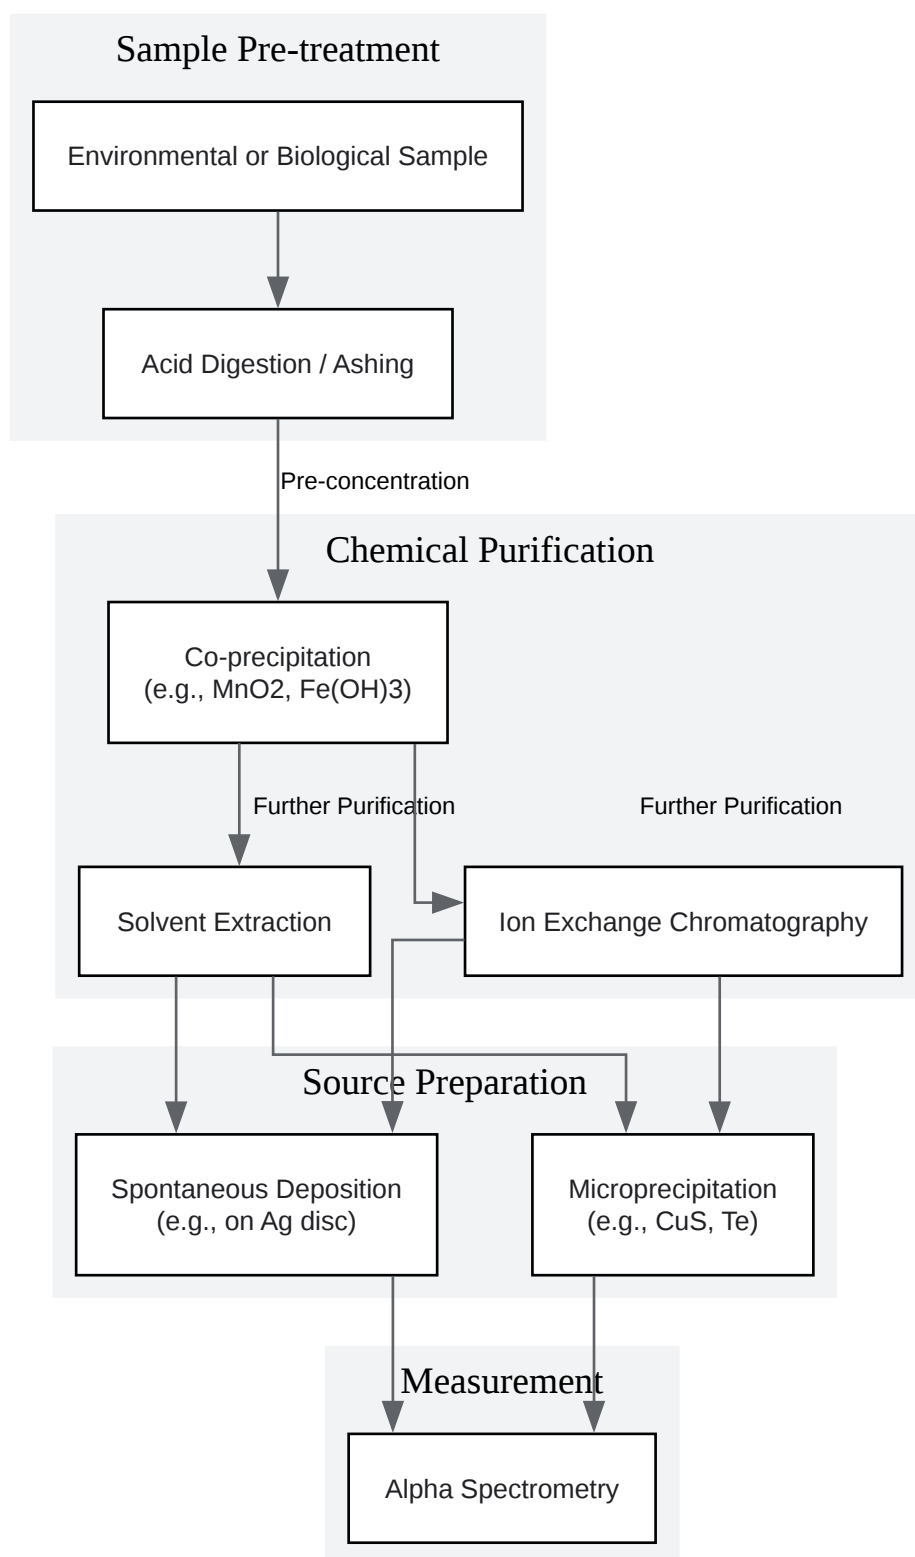 Sample Pre-treatment
Environmental or Biological Sample
Acid Digestion / Ashing
Pre-concentration
Chemical Purification
Co-precipitation
(e.g., MnO2, Fe(OH)3)
Further Purification
Further Purification
Solvent Extraction
Ion Exchange Chromatography
Source Preparation
Spontaneous Deposition
(e.g., on Ag disc)
Microprecipitation
(e.g., CuS, Te)
Measurement
Alpha Spectrometry